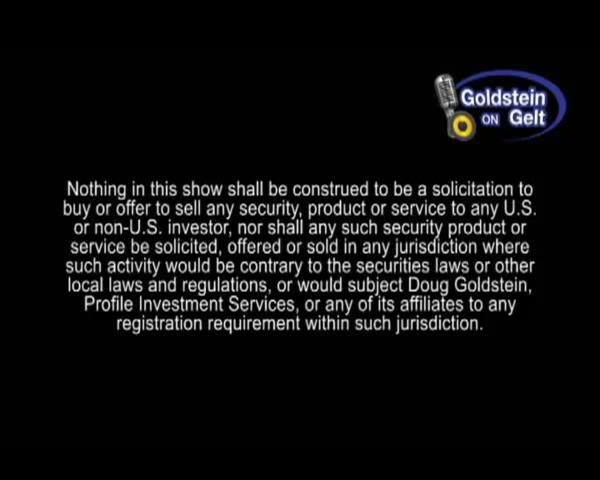 Goldstein
ON Gelt
Nothing in this show shall be construed to be a solicitation to
buy or offer to sell any security, product or service to any U.S.
or non-U.S. investor, nor shall any such security product or
service be solicited, offered or sold in any jurisdiction where
such activity would be contrary to the securities laws or other
local laws and regulations, or would subject Doug Goldstein,
Profile Investment Services, or any of its affiliates to any
registration requirement within such jurisdiction.